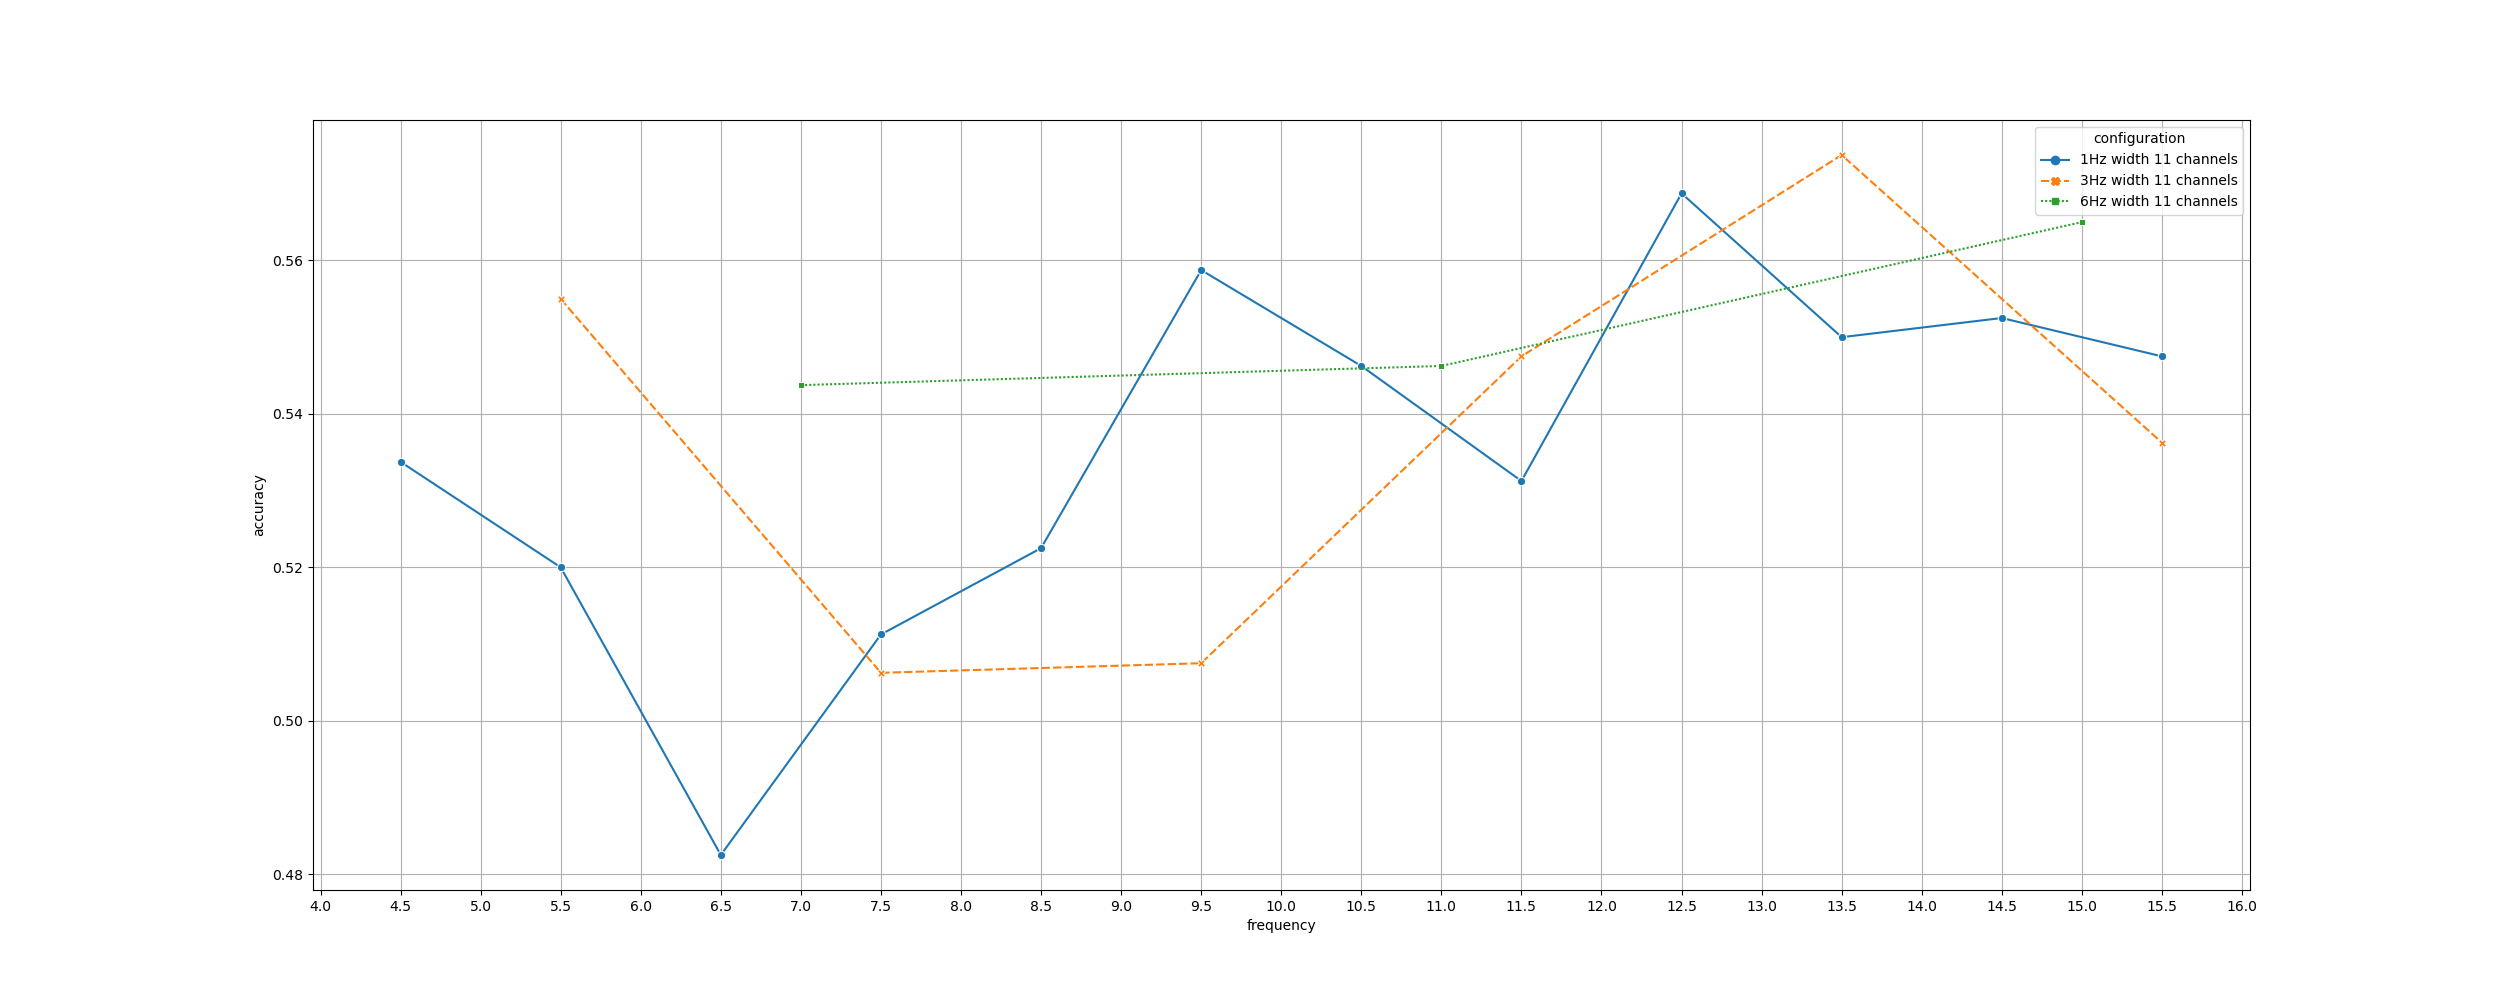 configuration
1Hz width 11 channels
3Hz width 11 channels
6Hz width 11 channels
0.56
0.54
0.52
0.50
0.48
accuracy
4.0 4.5 5.0 5.5 6.0 6.5 7.0 7.5 8.0 8.5 9.0 9.5 10.0 10.5 11.0 11.5 12.0 12.5 13.0 13.5 14.0 14.5 15.0 15.5 16.0
frequency